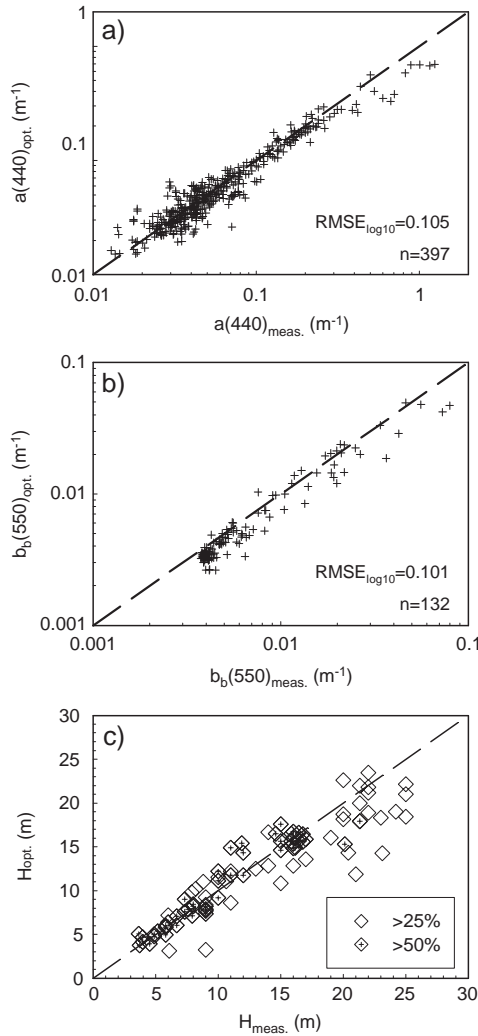 a)
1
0.1
0.01
a(440)opt. (m-1)
RMSElog10=0.105
n=397
0.01 0.1 1
a(440)meas. (m-1)
b)
0.1
0.01
0.001
bb(550)opt. (m-1)
RMSElog10=0.101
n=132
0.001 0.01 0.1
bb(550)meas. (m-1)
c)
30
25
20
15
10
5
0
Hopt. (m)
>25%
>50%
0 5 10 15 20 25 30
Hmeas. (m)